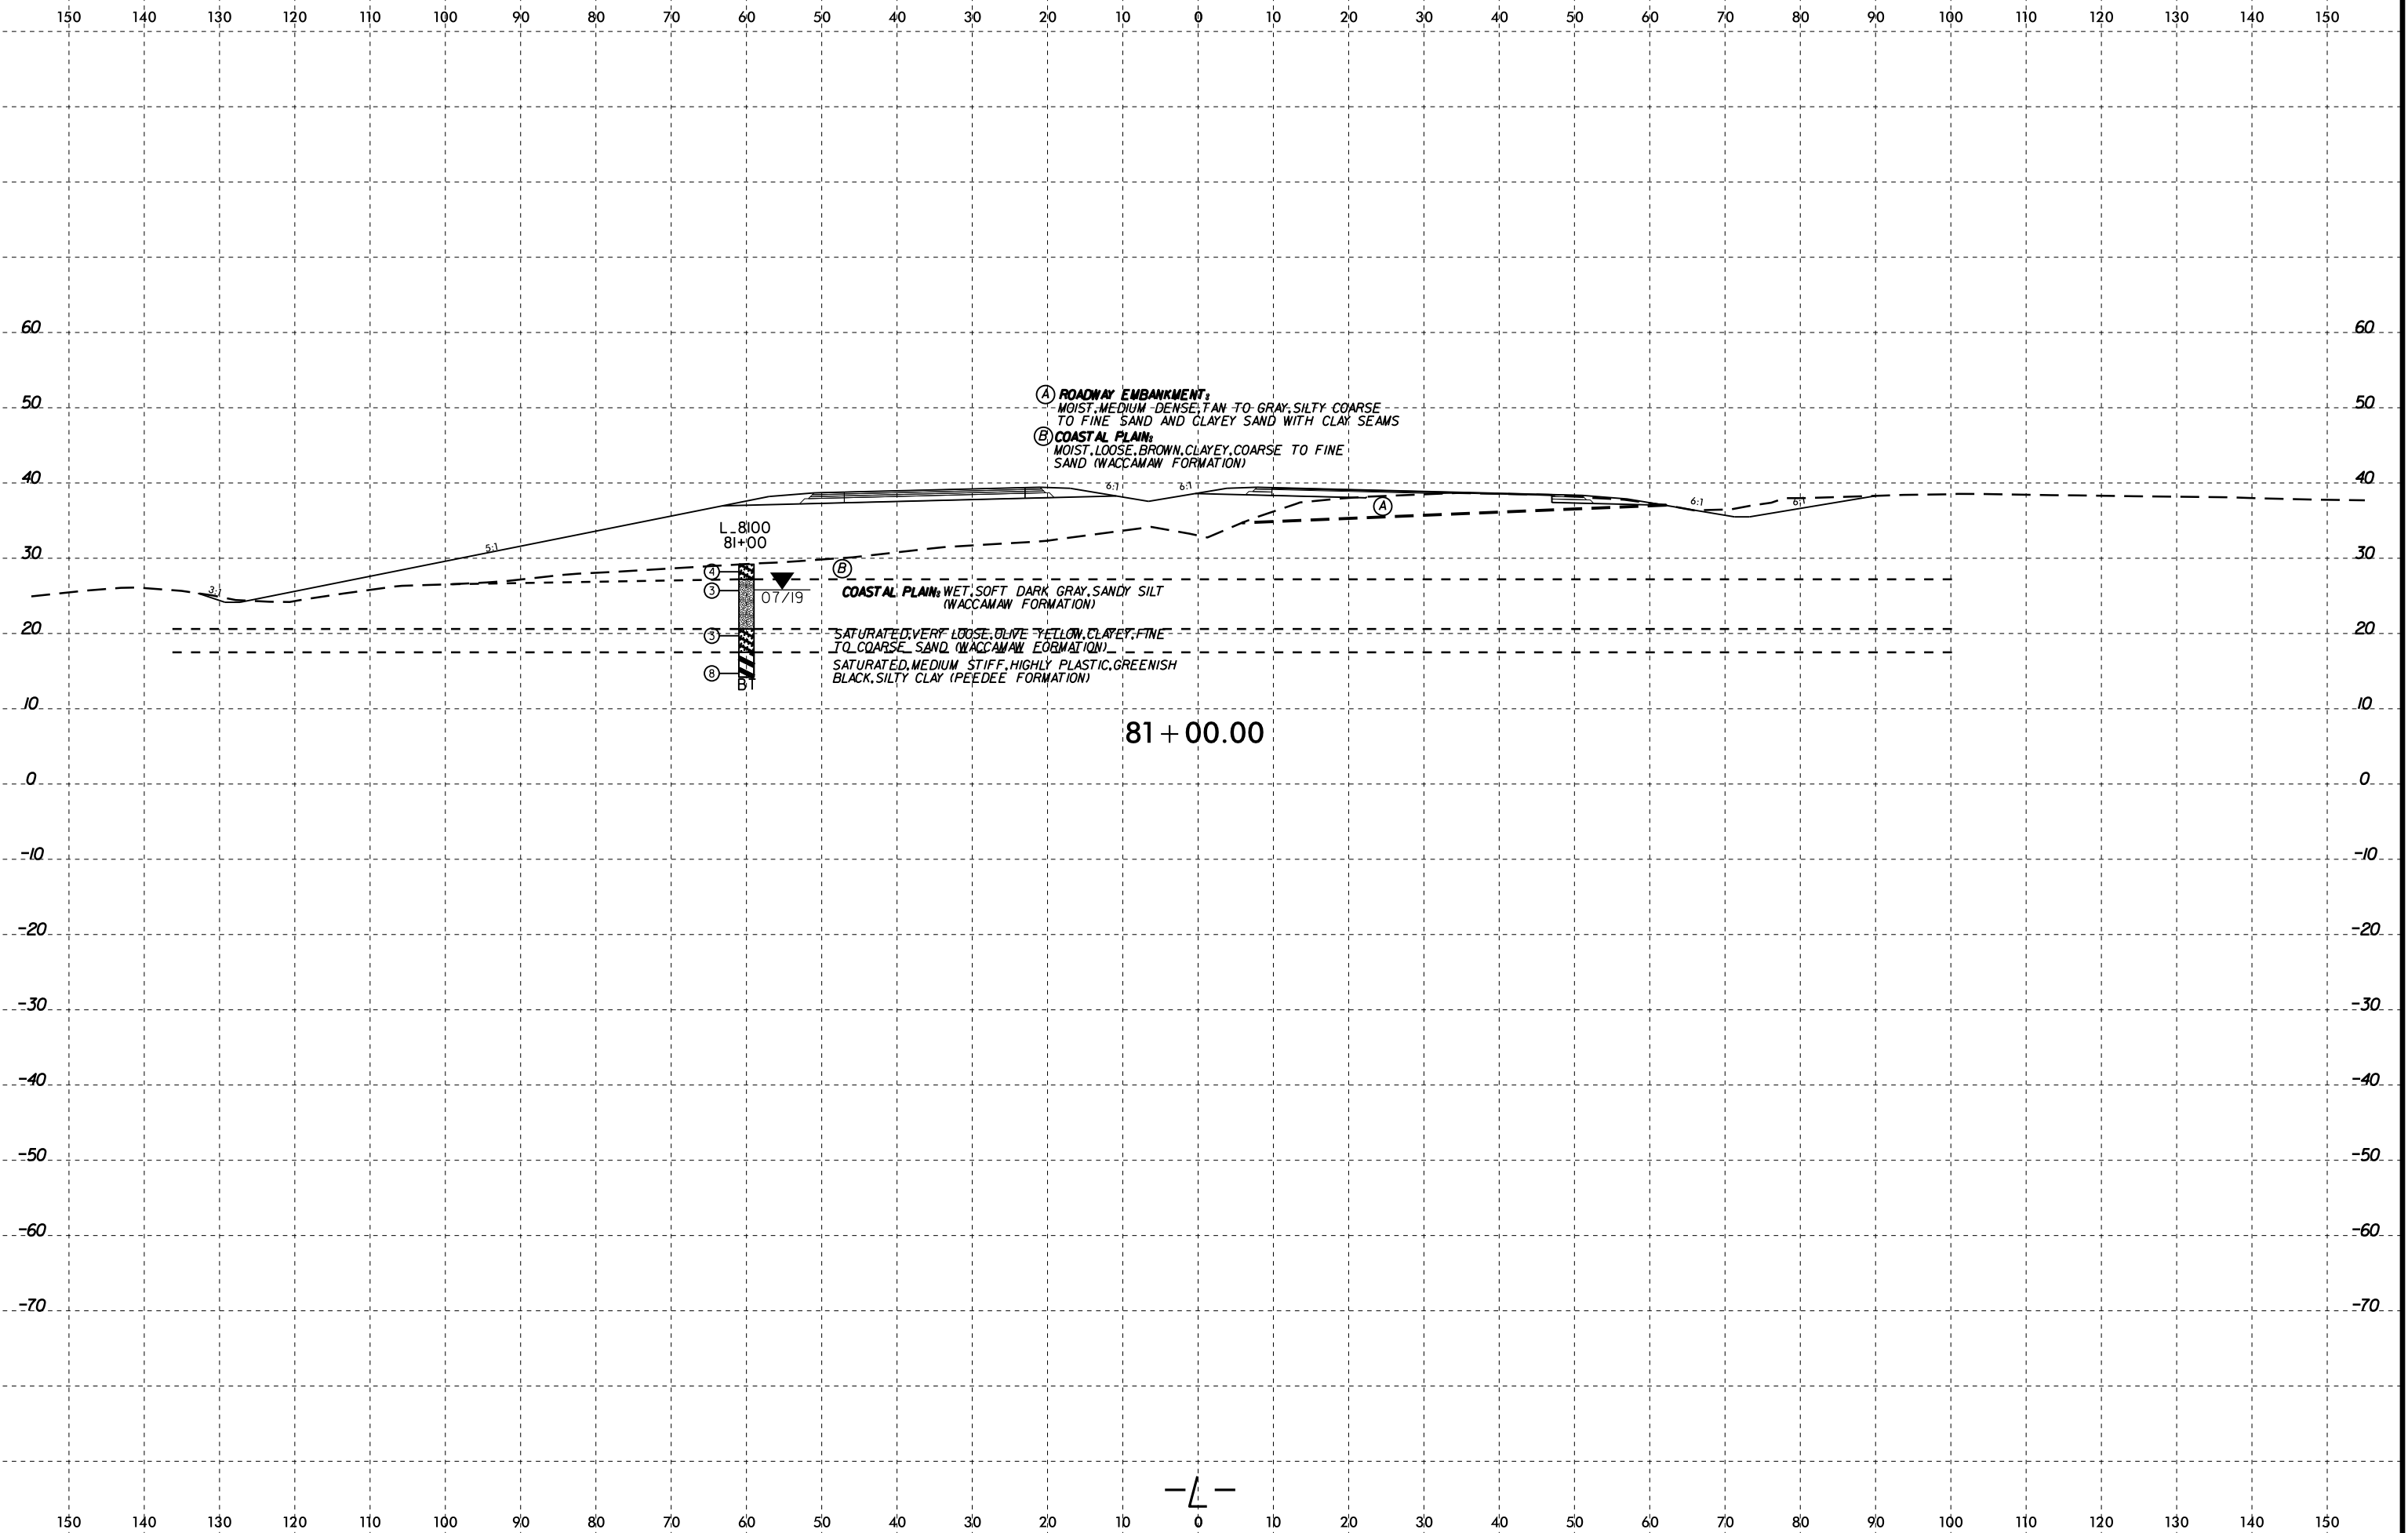 150 140 130 120 110 100 90 80 70 60 50 40 30 20 10 0 10 20 30 40 50 60 70 80 90 100 110 120 130 140 150
60 60
Ⓐ ROADWAY EMBANKMENT:
50 MOIST,MEDIUM DENSE,TAN TO GRAY,SILTY COARSE 50
TO FINE SAND AND CLAYEY SAND WITH CLAY SEAMS
Ⓑ COASTAL PLAIN:
MOIST,LOOSE,BROWN,CLAYEY,COARSE TO FINE
SAND (WACCAMAW FORMATION)
40 40
6:1 6:1
6:1 6:1
Ⓐ
L_8100
81+00
5:1
30 30
④ Ⓑ
3:1
③ 07/19 COASTAL PLAIN: WET,SOFT DARK GRAY,SANDY SILT
(WACCAMAW FORMATION)
20 20
③ SATURATED,VERY LOOSE,OLIVE YELLOW,CLAYEY,FINE
TO COARSE SAND (WACCAMAW FORMATION)
⑧ SATURATED,MEDIUM STIFF,HIGHLY PLASTIC,GREENISH
BLACK,SILTY CLAY (PEEDEE FORMATION)
BT
10 10
81+00.00
0 0
-10 -10
-20 -20
-30 -30
-40 -40
-50 -50
-60 -60
-70 -70
-L-
150 140 130 120 110 100 90 80 70 60 50 40 30 20 10 0 10 20 30 40 50 60 70 80 90 100 110 120 130 140 150